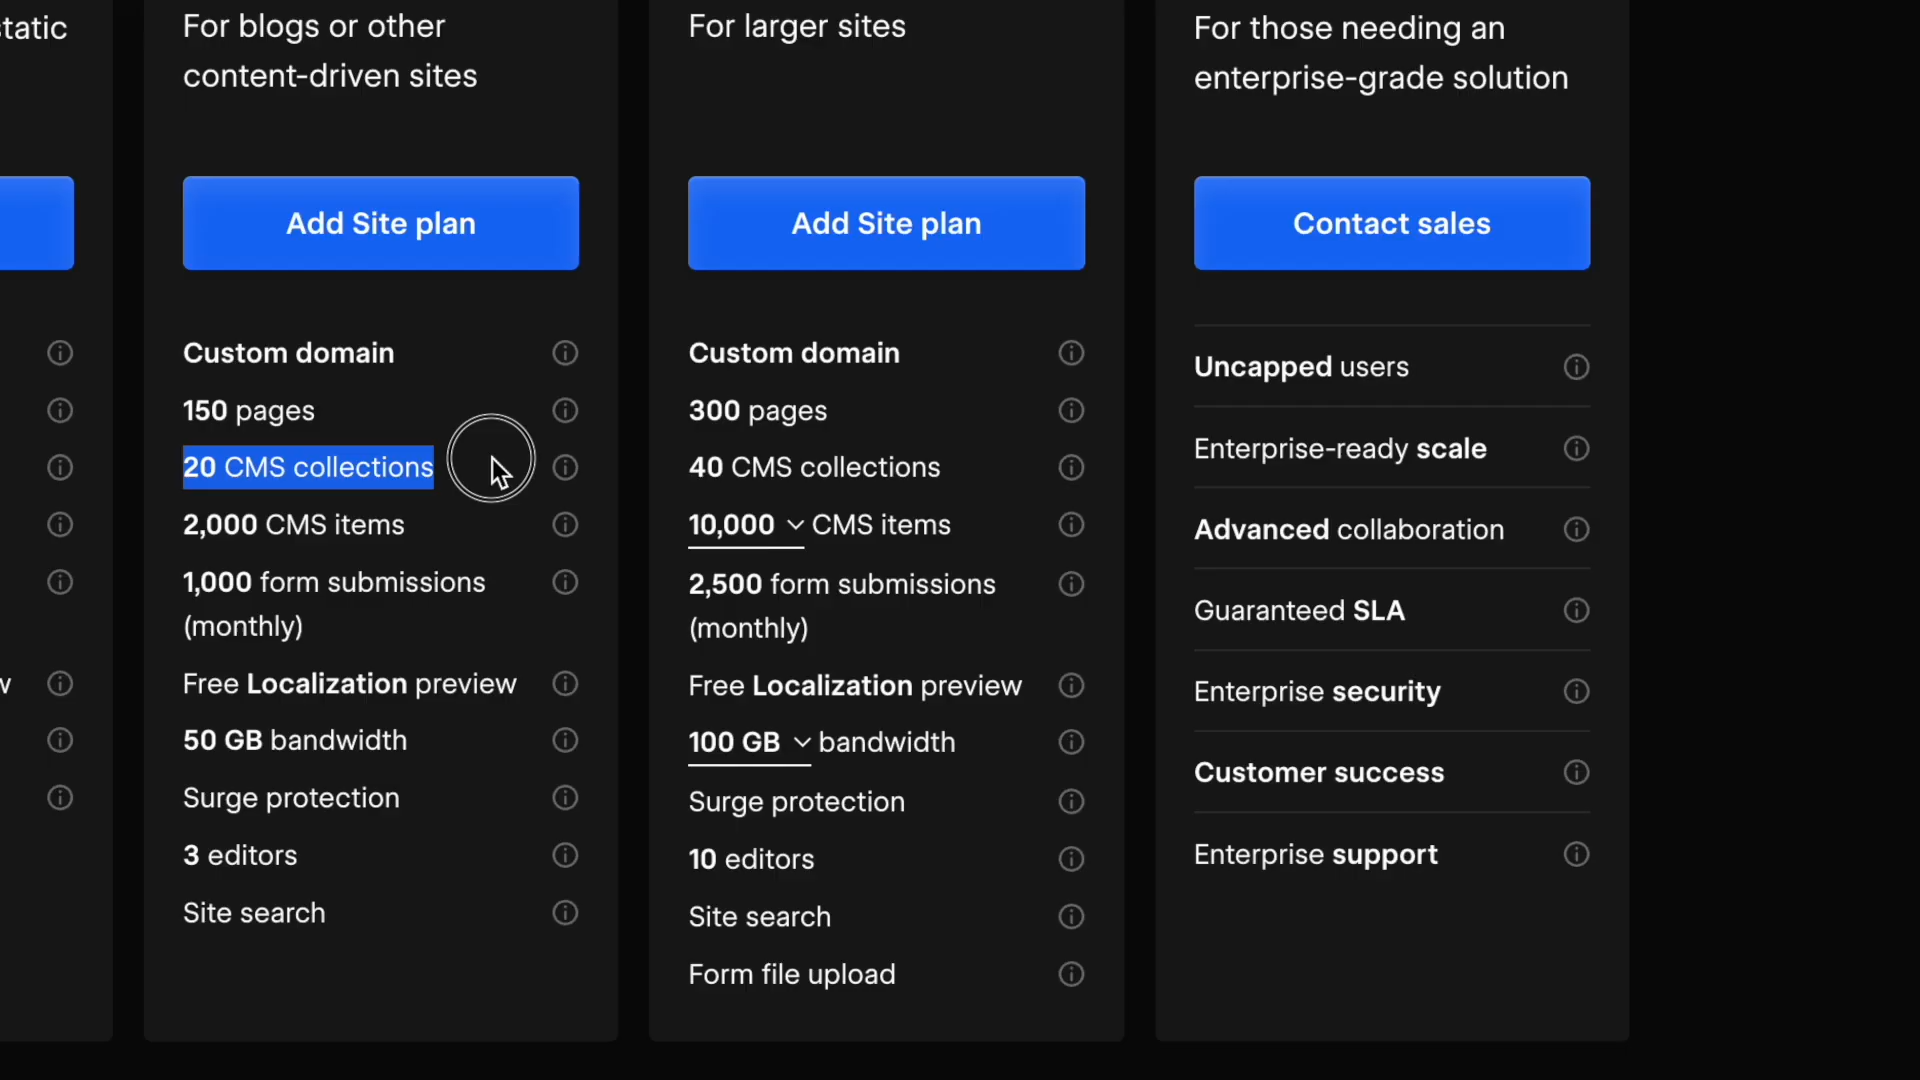 For blogs or other
content-driven sites
Add Site plan
Custom domain
150 pages
20 CMS collections
2,000 CMS items
1,000 form submissions
(monthly)
Free Localization preview
50 GB bandwidth
Surge protection
3 editors
Site search
For larger sites
Add Site plan
Custom domain
300 pages
40 CMS collections
10,000 CMS items
2,500 form submissions
(monthly)
Free Localization preview
100 GB bandwidth
Surge protection
10 editors
Site search
Form file upload
For those needing an
enterprise-grade solution
Contact sales
Uncapped users
Enterprise-ready scale
Advanced collaboration
Guaranteed SLA
Enterprise security
Customer success
Enterprise support